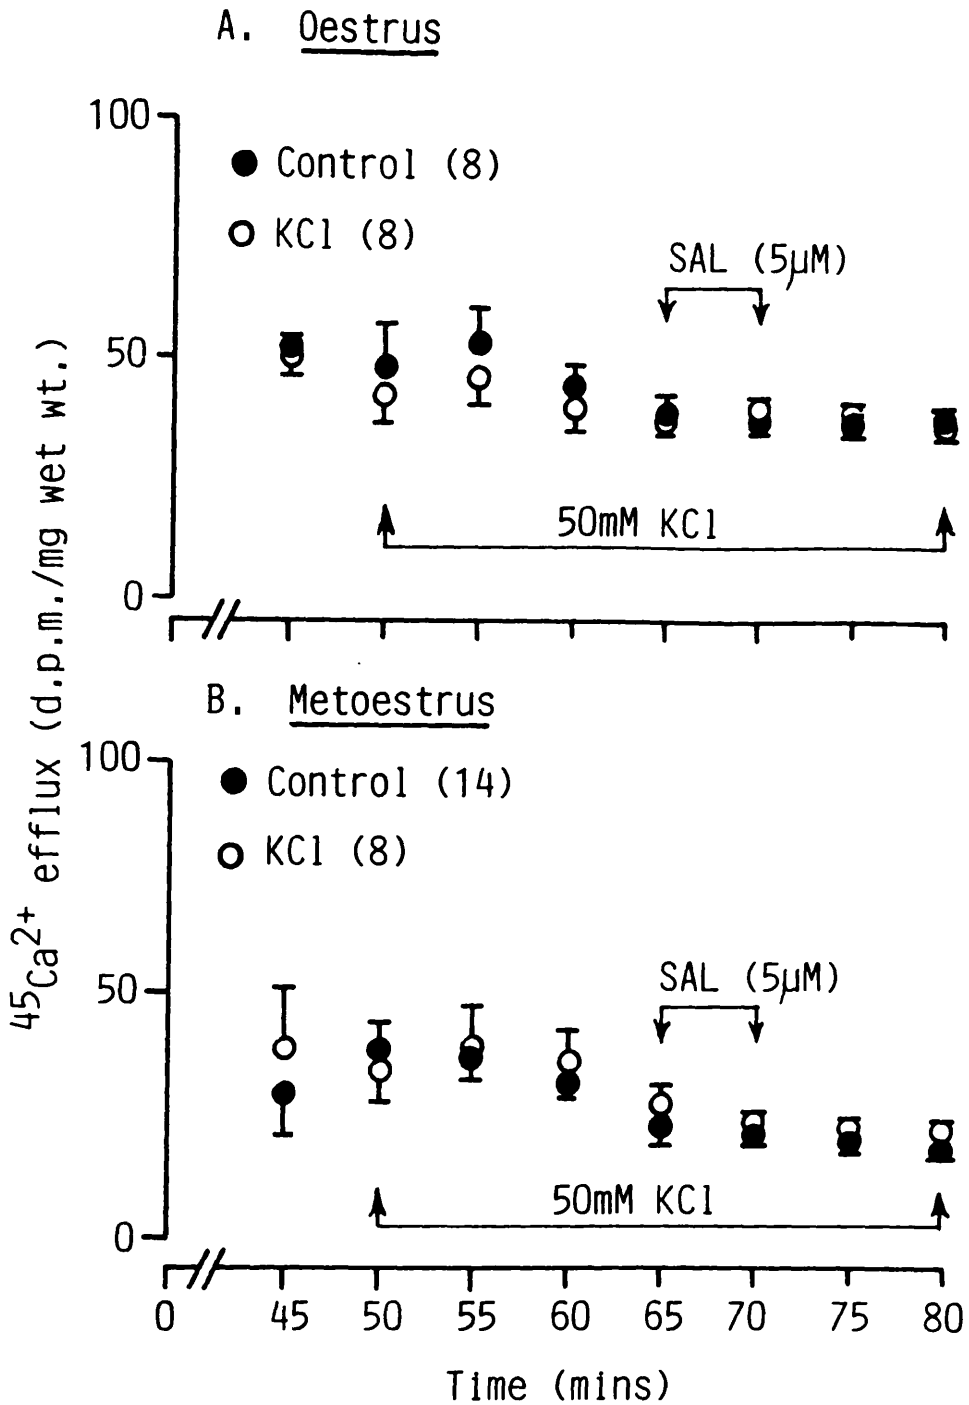 A. Oestrus
100
Control (8)
KCl (8)
SAL (5µM)
50
50mM KCl
0
45Ca2+ efflux (d.p.m./mg wet wt.)
B. Metoestrus
100
Control (14)
KCl (8)
SAL (5µM)
50
50mM KCl
0
0 45 50 55 60 65 70 75 80
Time (mins)